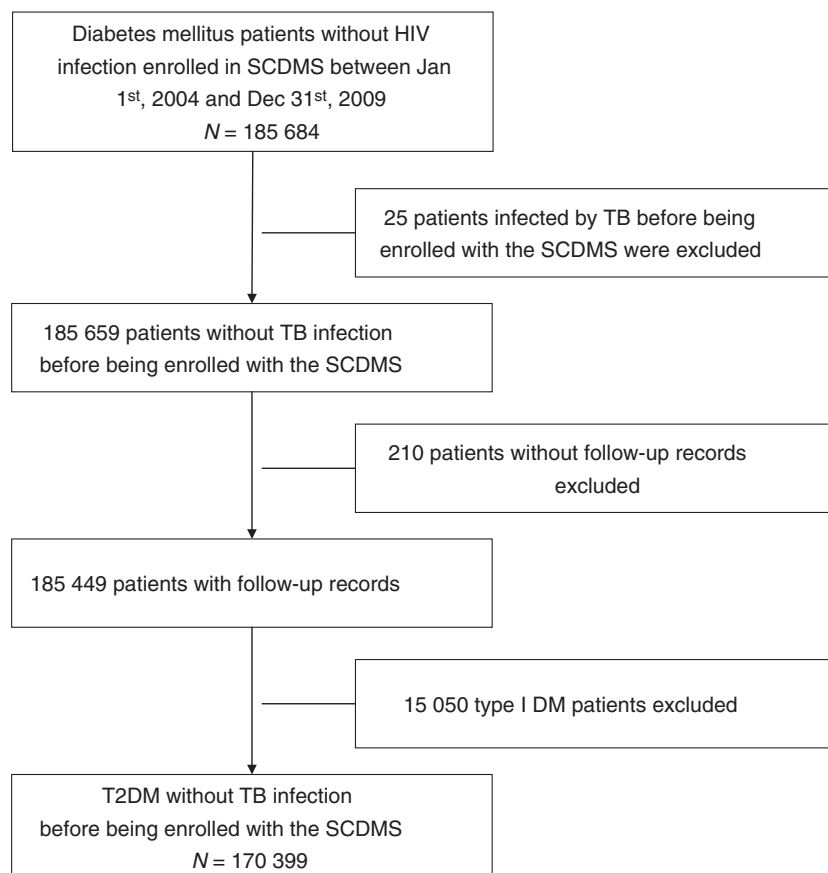 Diabetes mellitus patients without HIV
infection enrolled in SCDMS between Jan
1st, 2004 and Dec 31st, 2009
N = 185 684
25 patients infected by TB before being
enrolled with the SCDMS were excluded
185 659 patients without TB infection
before being enrolled with the SCDMS
210 patients without follow-up records
excluded
185 449 patients with follow-up records
15 050 type I DM patients excluded
T2DM without TB infection
before being enrolled with the SCDMS
N = 170 399